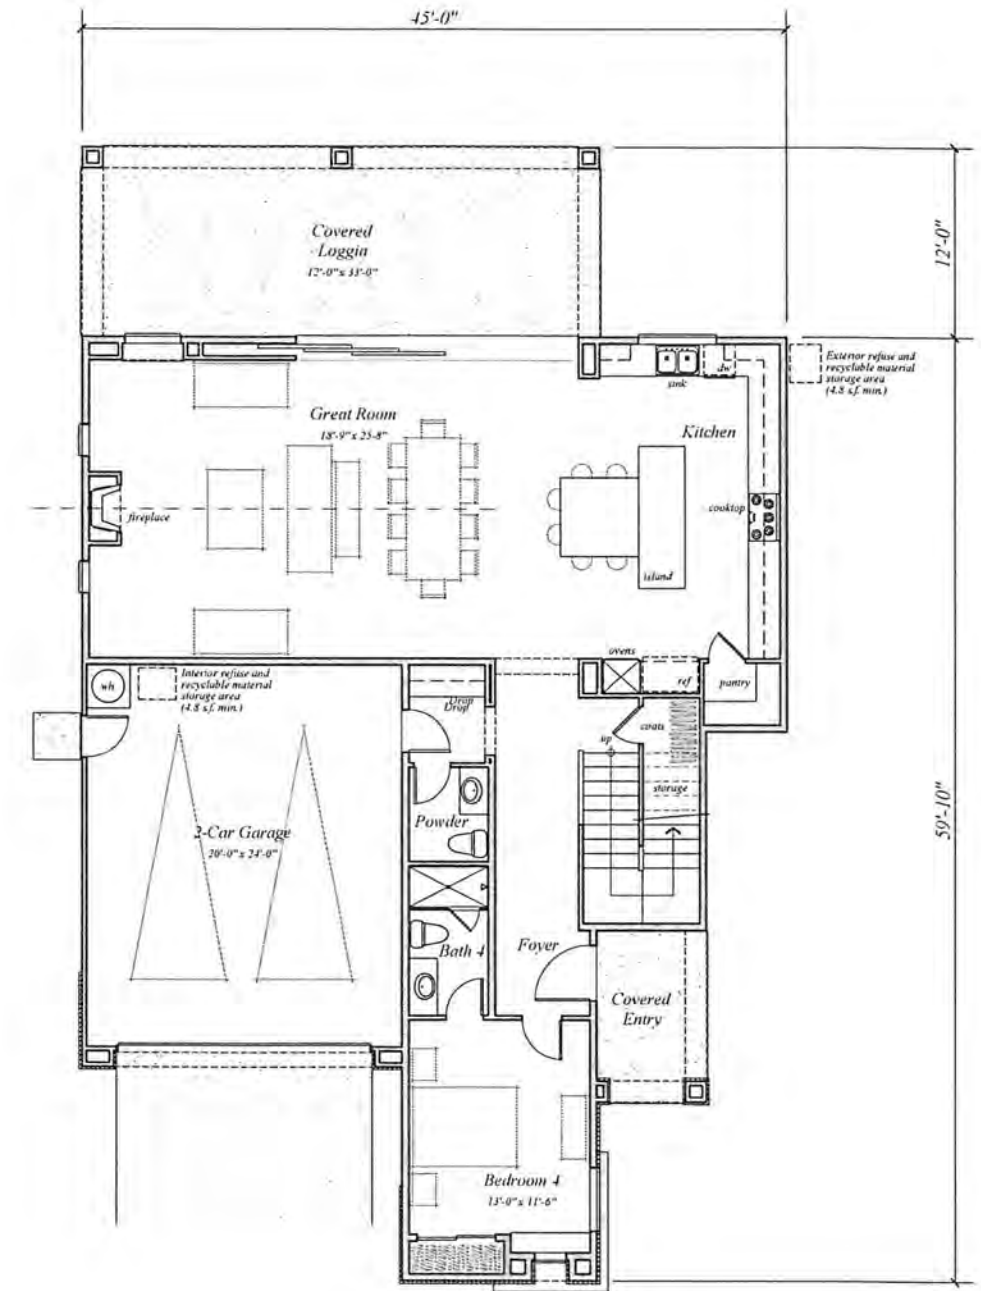 45'-0"
12'-0"
Covered
Loggia
12'-0" x 33'-0"
Exterior refuse and
recyclable material
storage area
(4.8 s.f. min.)
sink
dw
Great Room
18'-9" x 25'-8"
Kitchen
cooktop
fireplace
island
ovens
ref
pantry
wh
Interior refuse and
recyclable material
storage area
(4.8 s.f. min.)
Drop
Drop
coats
up
storage
59'-10"
Powder
2-Car Garage
20'-0" x 24'-0"
Bath 4
Foyer
Covered
Entry
Bedroom 4
13'-0" x 11'-6"